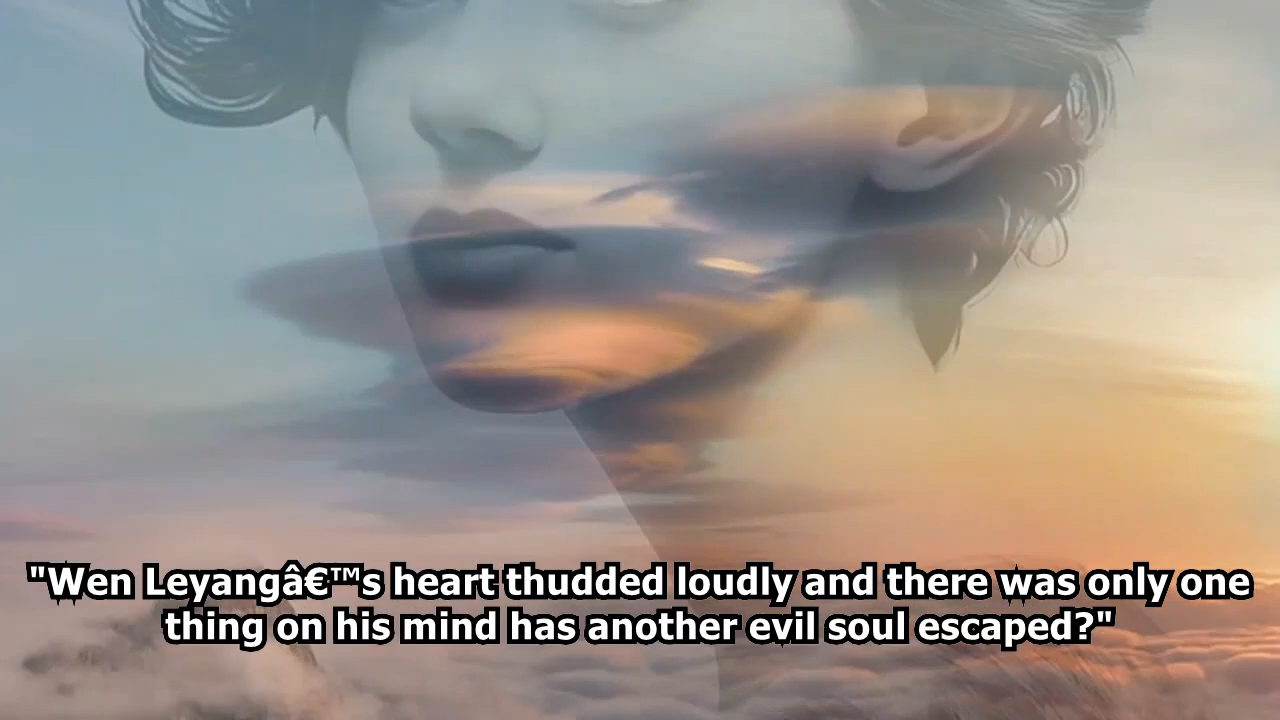 "Wen Leyangâ€™s heart thudded loudly and there was only one
thing on his mind has another evil soul escaped?"